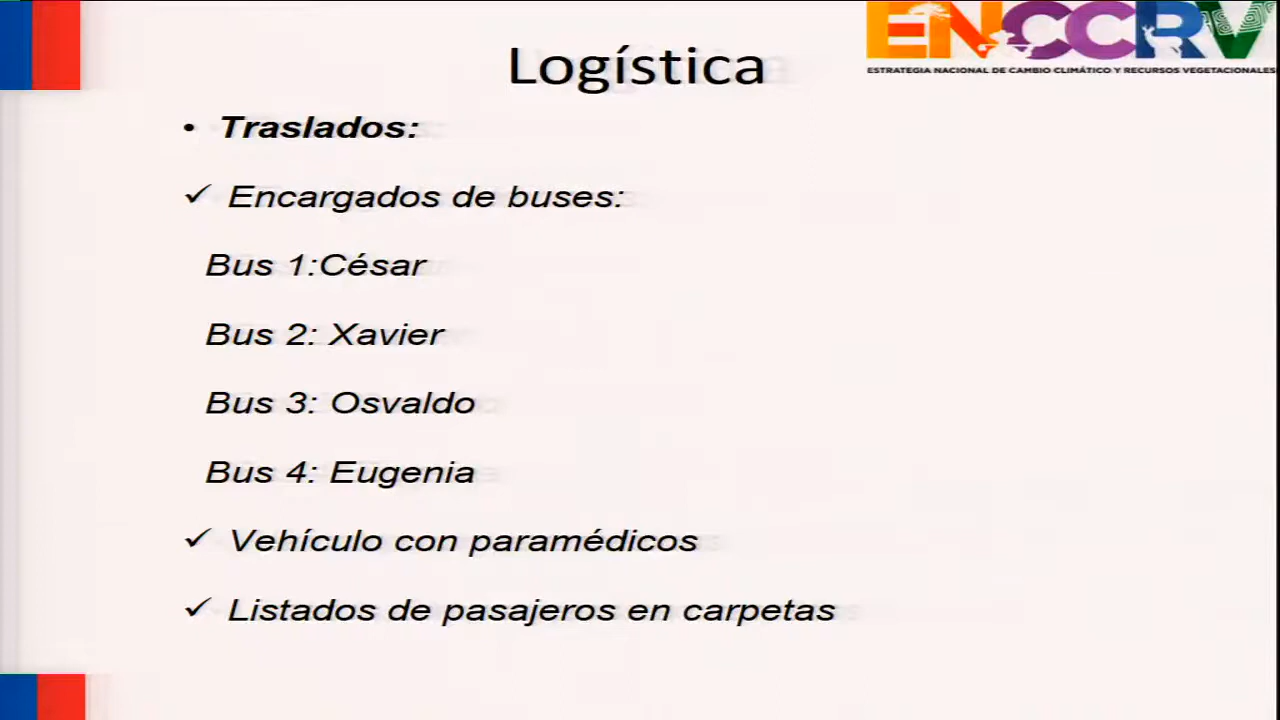 ENCCRV
ESTRATEGIA NACIONAL DE CAMBIO CLIMÁTICO Y RECURSOS VEGETACIONALES
Logística
• Traslados:
✓ Encargados de buses:
Bus 1:César
Bus 2: Xavier
Bus 3: Osvaldo
Bus 4: Eugenia
✓ Vehículo con paramédicos
✓ Listados de pasajeros en carpetas